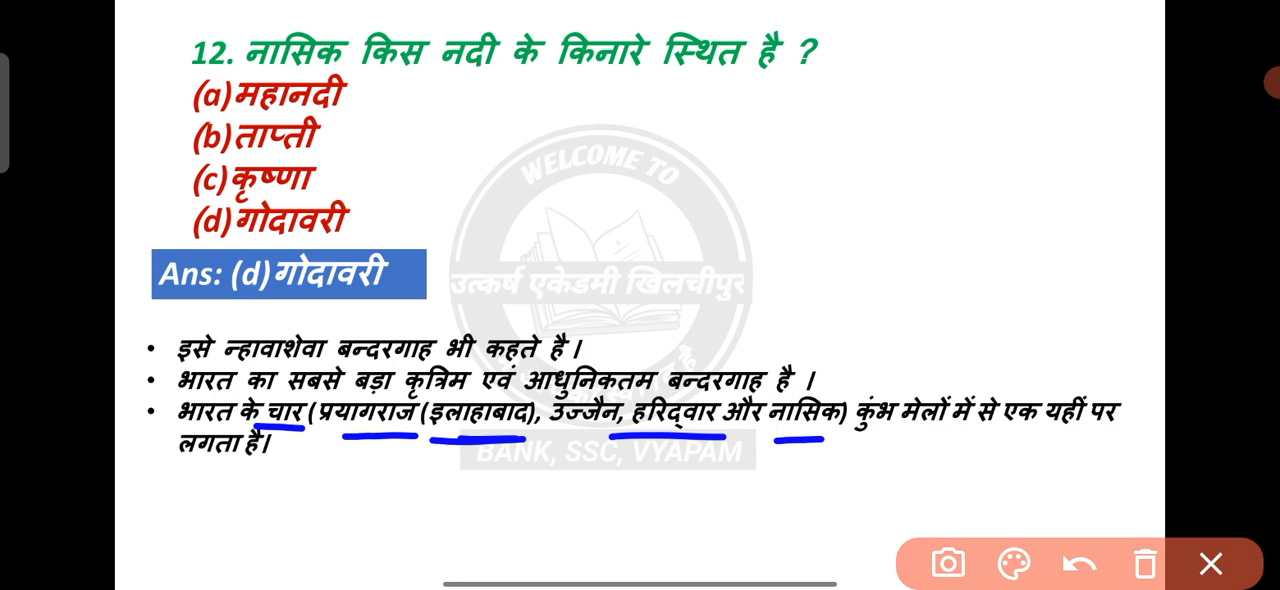 12. नासिक किस नदी के किनारे स्थित है ?
(a)महानदी
(b)ताप्ती
(c)कृष्णा
(d)गोदावरी
Ans: (d)गोदावरी
WELCOME TO
उत्कर्ष एकेडमी खिलचीपुर
• इसे न्हावाशेवा बन्दरगाह भी कहते है।
• भारत का सबसे बड़ा कृत्रिम एवं आधुनिकतम बन्दरगाह है ।
• भारत के चार (प्रयागराज (इलाहाबाद), उज्जैन, हरिद्वार और नासिक) कुंभ मेलों में से एक यहीं पर
लगता है।
BANK, SSC, VYAPAM